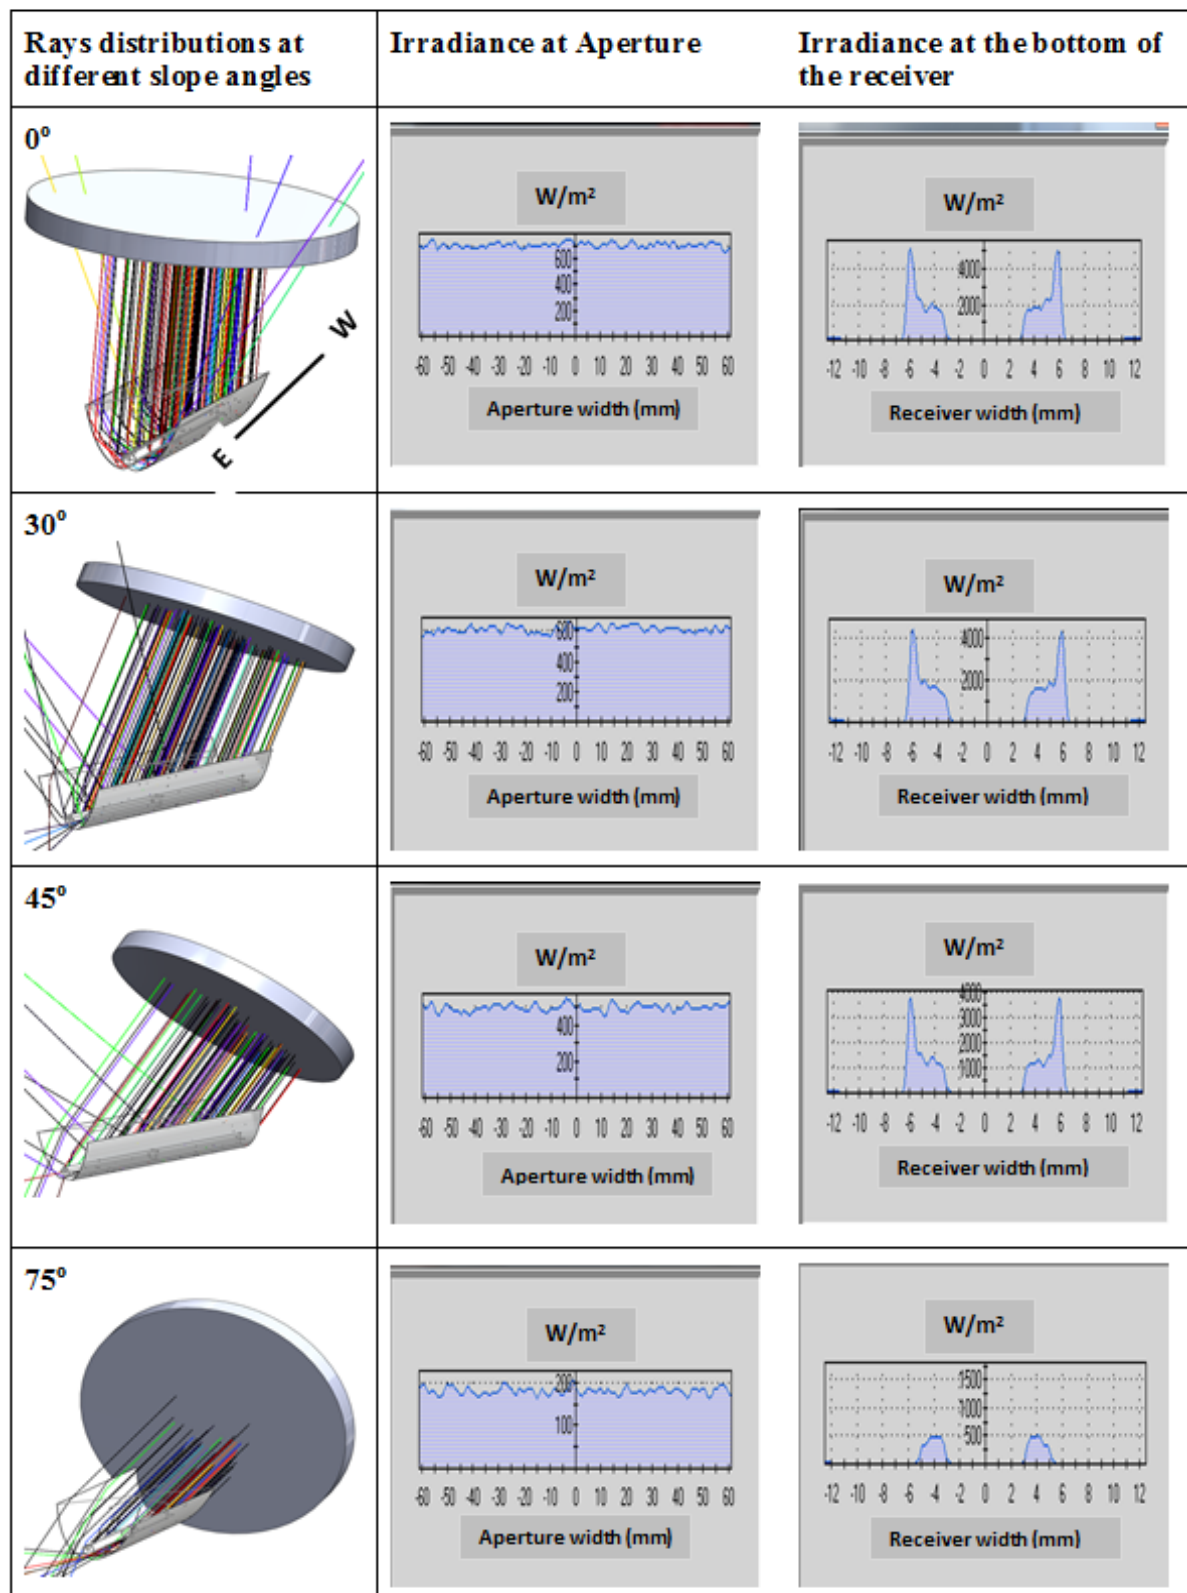 Rays distributions at
different slope angles
Irradiance at Aperture
Irradiance at the bottom of
the receiver
0°
W
E
W/m²
600
400
200
-60 -50 -40 -30 -20 -10 0 10 20 30 40 50 60
Aperture width (mm)
W/m²
4000
2000
-12 -10 -8 -6 -4 -2 0 2 4 6 8 10 12
Receiver width (mm)
30°
W/m²
600
400
200
-60 -50 -40 -30 -20 -10 0 10 20 30 40 50 60
Aperture width (mm)
W/m²
4000
2000
-12 -10 -8 -6 -4 -2 0 2 4 6 8 10 12
Receiver width (mm)
45°
W/m²
400
200
-60 -50 -40 -30 -20 -10 0 10 20 30 40 50 60
Aperture width (mm)
W/m²
4000
3000
2000
1000
-12 -10 -8 -6 -4 -2 0 2 4 6 8 10 12
Receiver width (mm)
75°
W/m²
200
100
-60 -50 -40 -30 -20 -10 0 10 20 30 40 50 60
Aperture width (mm)
W/m²
1500
1000
500
-12 -10 -8 -6 -4 -2 0 2 4 6 8 10 12
Receiver width (mm)